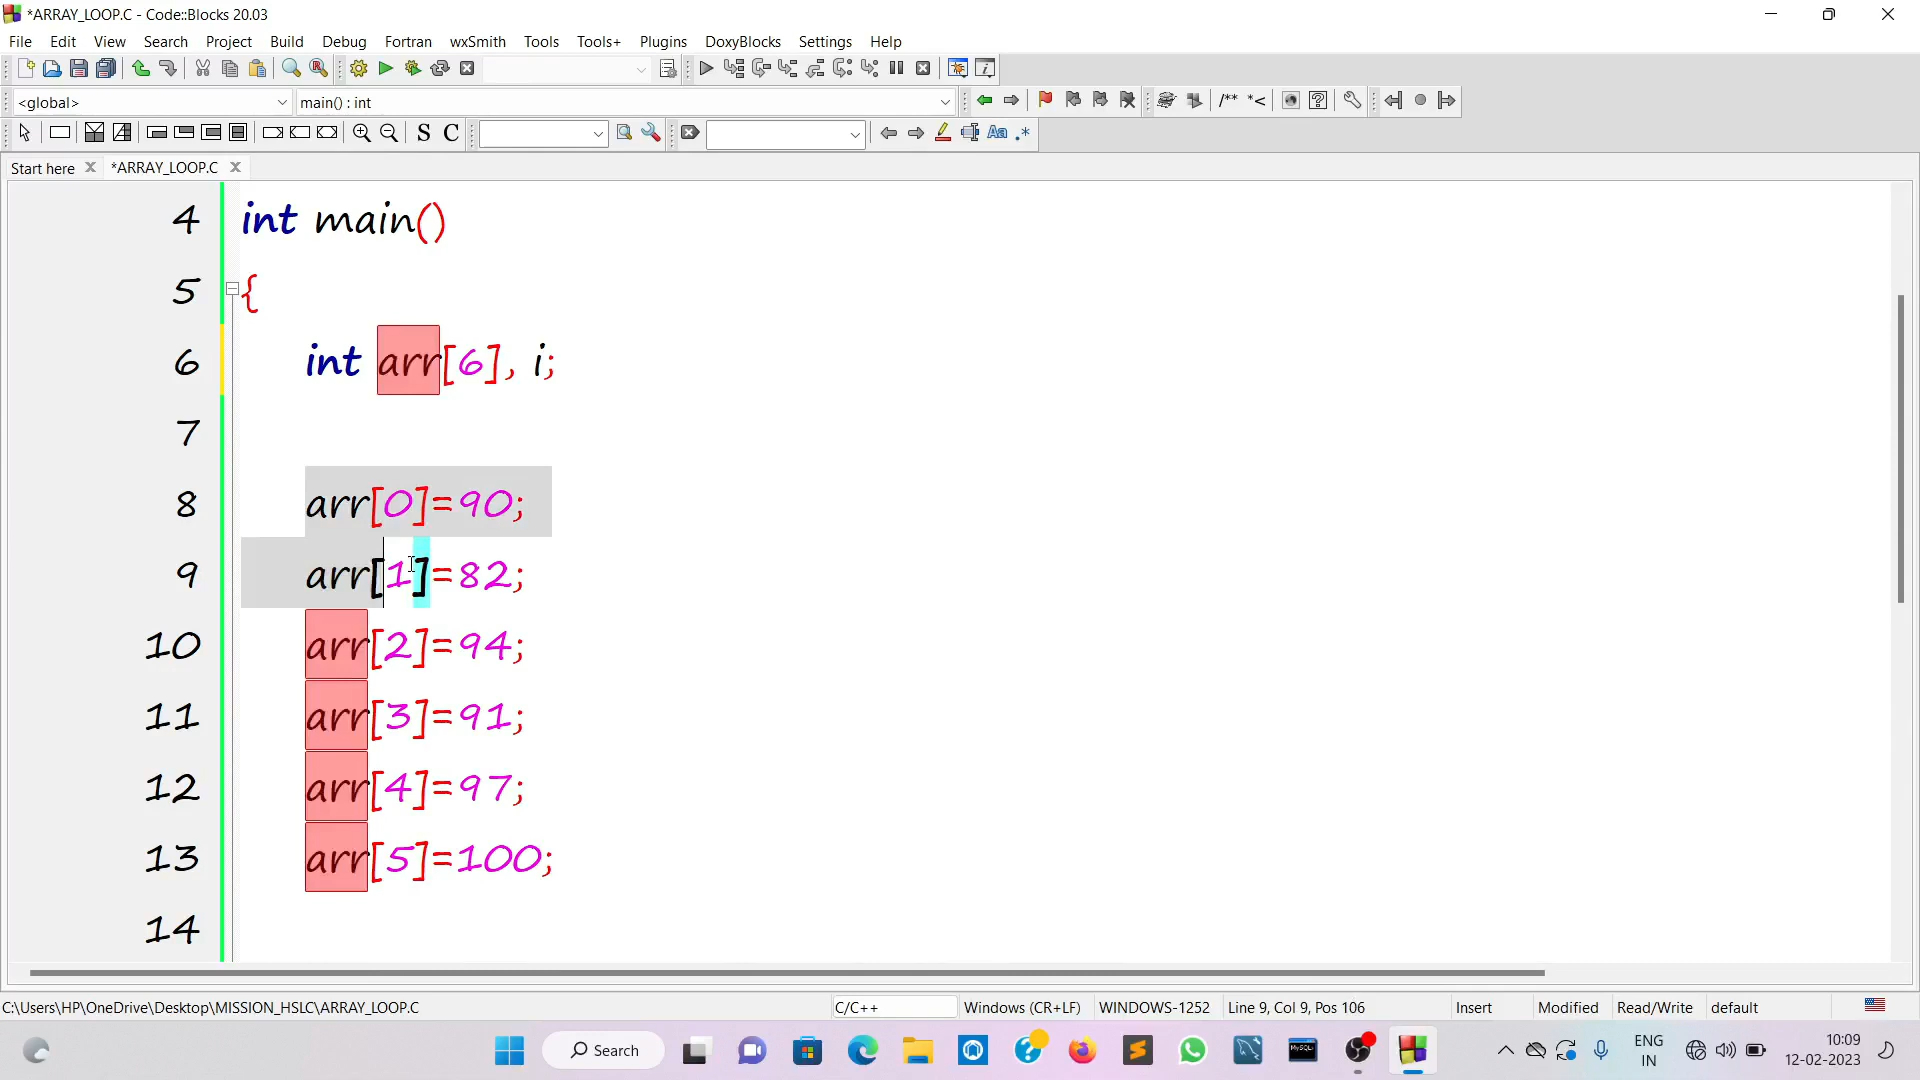 *ARRAY_LOOP.C - Code::Blocks 20.03
File Edit View Search Project Build Debug Fortran wxSmith Tools Tools+ Plugins DoxyBlocks Settings Help
<global> main() : int /** *<
S C Aa .*
Start here *ARRAY_LOOP.C
4 int main()
5 {
6 int arr[6], i;
7
8 arr[0]=90;
9 arr[1]=82;
10 arr[2]=94;
11 arr[3]=91;
12 arr[4]=97;
13 arr[5]=100;
14
C:\Users\HP\OneDrive\Desktop\MISSION_HSLC\ARRAY_LOOP.C C/C++ Windows (CR+LF) WINDOWS-1252 Line 9, Col 9, Pos 106 Insert Modified Read/Write default
Search ENG 10:09
IN 12-02-2023